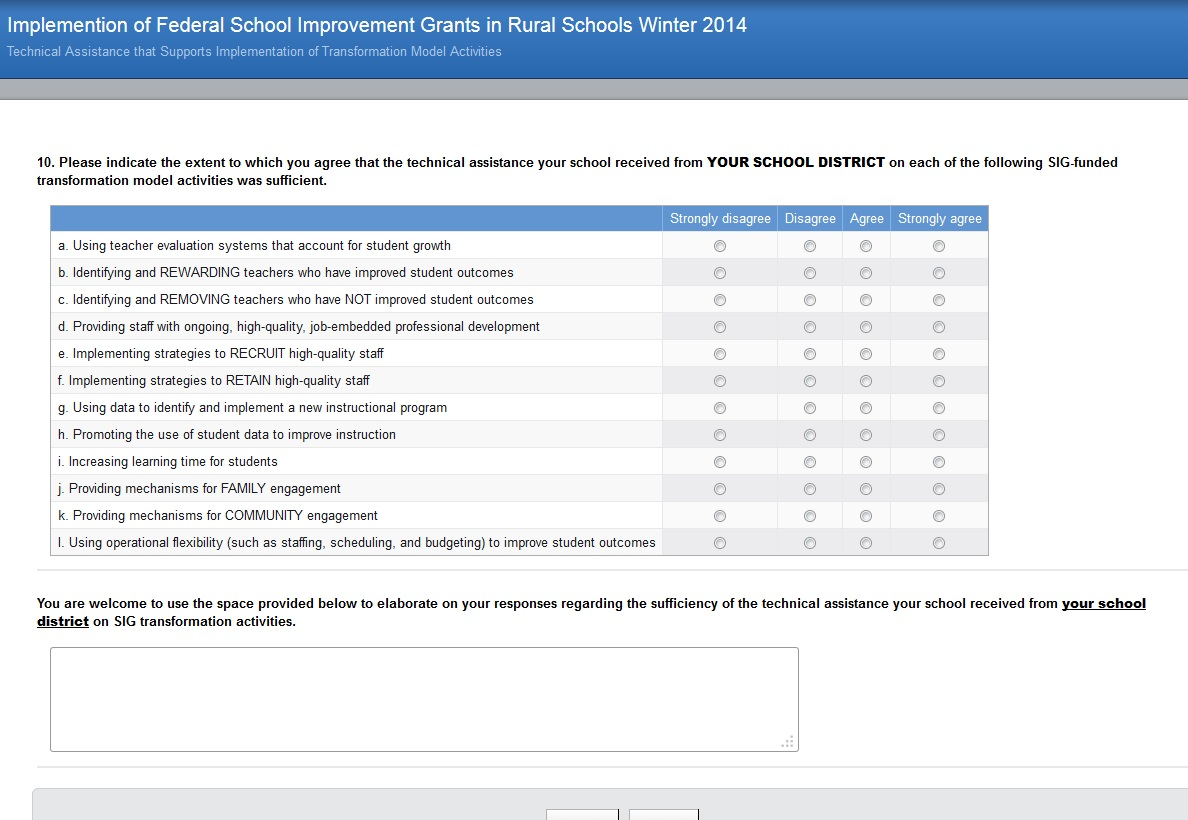 Implemention of Federal School Improvement Grants in Rural Schools Winter 2014
Technical Assistance that Supports Implementation of Transformation Model Activities
10. Please indicate the extent to which you agree that the technical assistance your school received from YOUR SCHOOL DISTRICT on each of the following SIG-funded
transformation model activities was sufficient.
Strongly disagree Disagree Agree Strongly agree
a. Using teacher evaluation systems that account for student growth
b. Identifying and REWARDING teachers who have improved student outcomes
c. Identifying and REMOVING teachers who have NOT improved student outcomes
d. Providing staff with ongoing, high-quality, job-embedded professional development
e. Implementing strategies to RECRUIT high-quality staff
f. Implementing strategies to RETAIN high-quality staff
g. Using data to identify and implement a new instructional program
h. Promoting the use of student data to improve instruction
i. Increasing learning time for students
j. Providing mechanisms for FAMILY engagement
k. Providing mechanisms for COMMUNITY engagement
l. Using operational flexibility (such as staffing, scheduling, and budgeting) to improve student outcomes
You are welcome to use the space provided below to elaborate on your responses regarding the sufficiency of the technical assistance your school received from your school
district on SIG transformation activities.